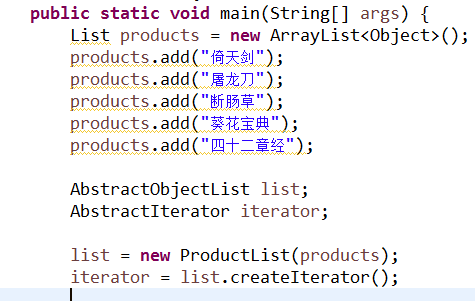 public static void main(String[] args) {
List products = new ArrayList<Object>();
products.add("倚天剑");
products.add("屠龙刀");
products.add("断肠草");
products.add("葵花宝典");
products.add("四十二章经");
AbstractObjectList list;
AbstractIterator iterator;
list = new ProductList(products);
iterator = list.createIterator();